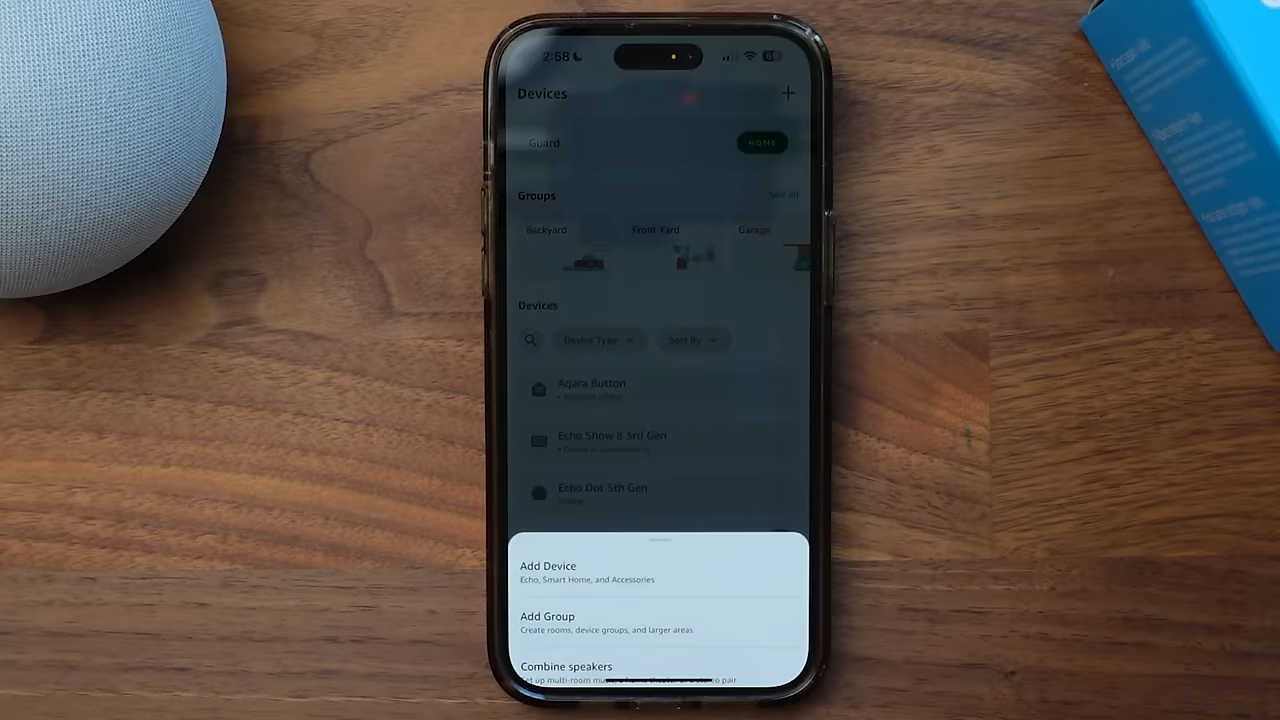 2:58
Devices
Guard
HOME
Groups
See all
Backyard
Front Yard
Garage
Devices
Device Type
Sort By
Aqara Button
Echo Show 8 3rd Gen
Echo Dot 5th Gen
Add Device
Echo, Smart Home, and Accessories
Add Group
Create rooms, device groups, and larger areas
Combine speakers
Set up multi-room music, a home theater or a stereo pair